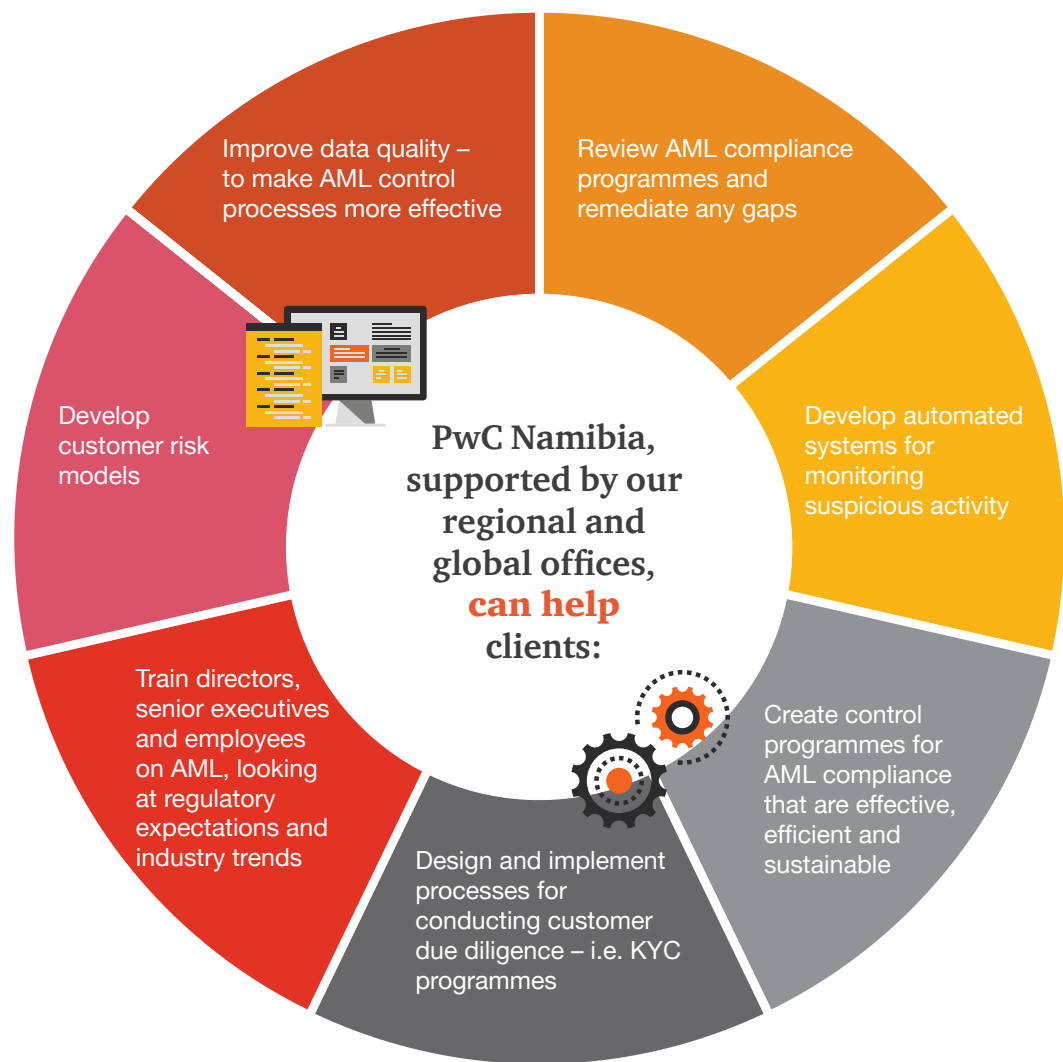 Improve data quality –
to make AML control
processes more effective
Review AML compliance
programmes and
remediate any gaps
Develop automated
systems for
monitoring
suspicious activity
Create control
programmes for
AML compliance
that are effective,
efficient and
sustainable
Design and implement
processes for
conducting customer
due diligence – i.e. KYC
programmes
Train directors,
senior executives
and employees
on AML, looking
at regulatory
expectations and
industry trends
Develop
customer risk
models
PwC Namibia,
supported by our
regional and
global offices,
can help
clients: